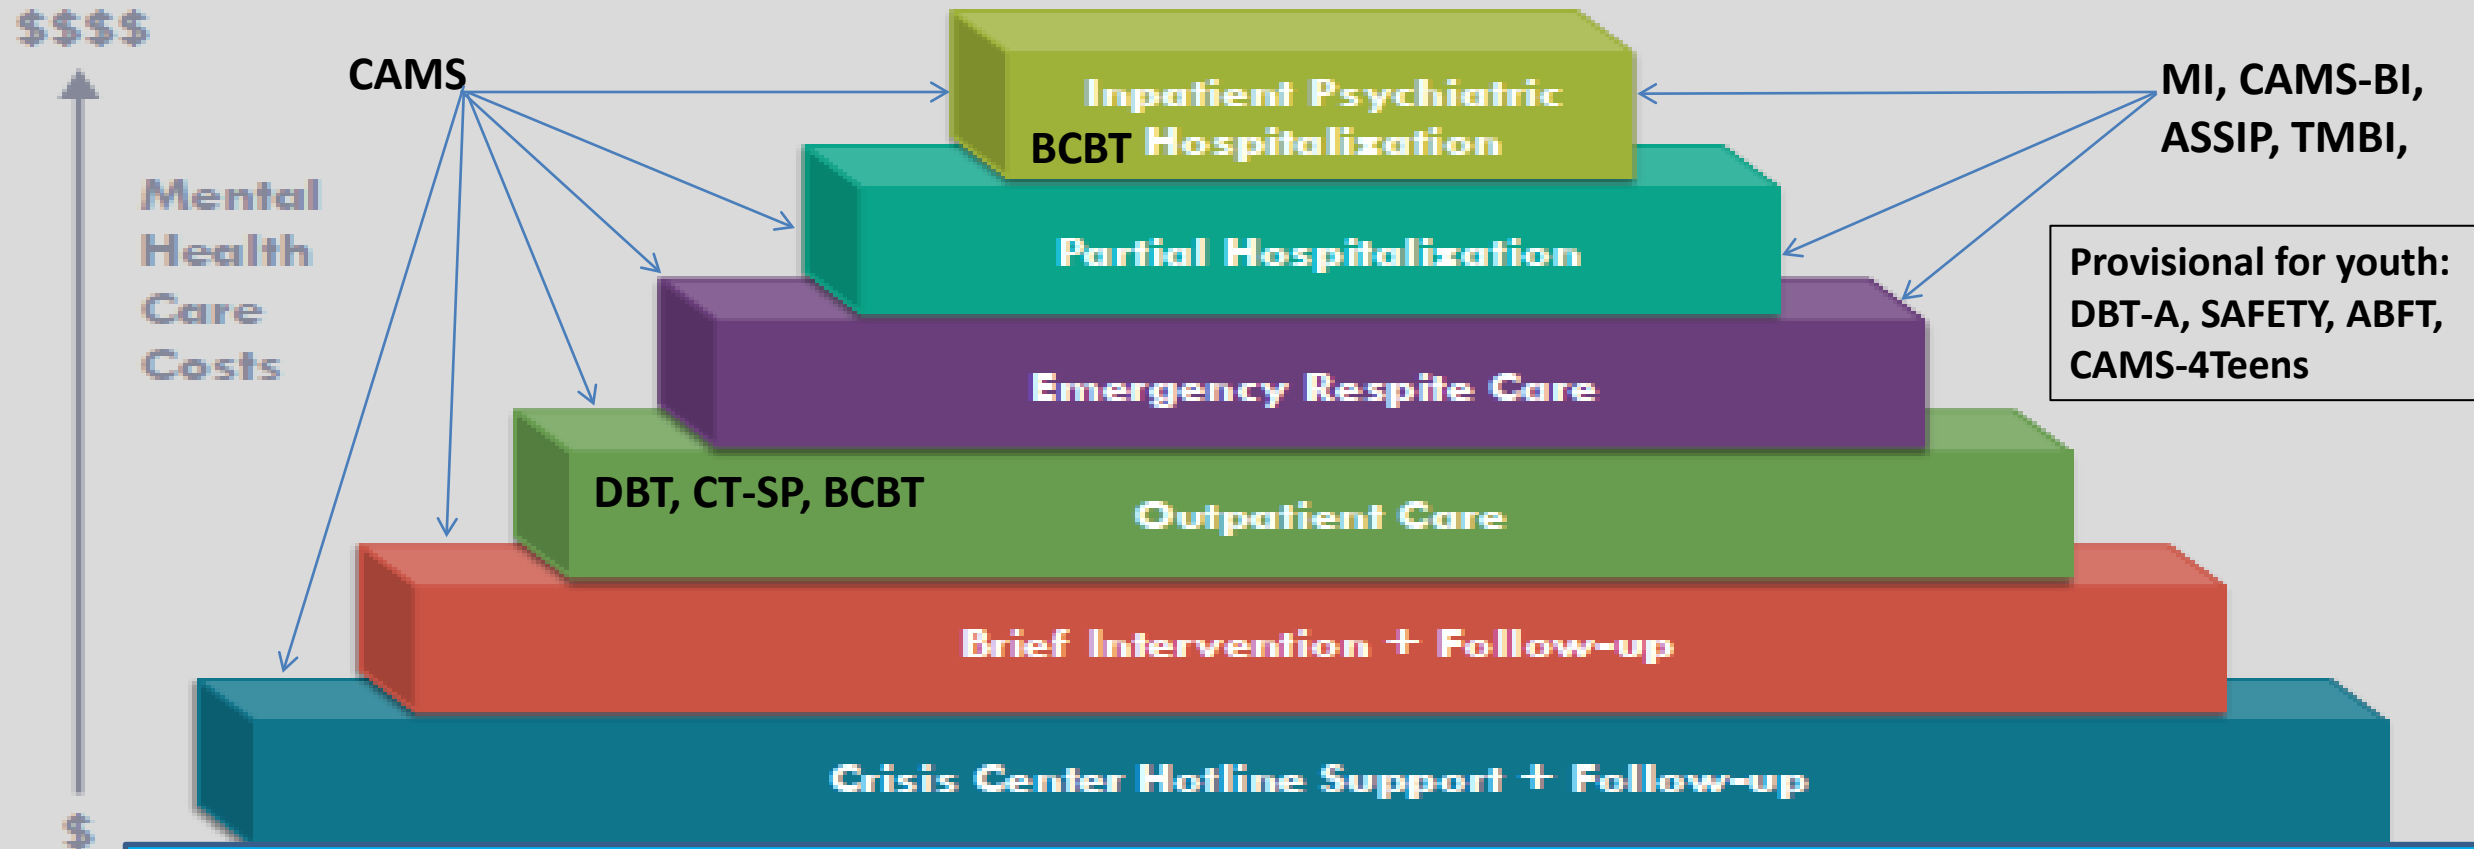 $$$$
CAMS
Mental
Health
Care
Costs
$
Inpatient Psychiatric
BCBT Hospitalization
Partial Hospitalization
Emergency Respite Care
DBT, CT-SP, BCBT
Outpatient Care
Brief Intervention + Follow-up
Crisis Center Hotline Support + Follow-up
MI, CAMS-BI,
ASSIP, TMBI,
Provisional for youth:
DBT-A, SAFETY, ABFT,
CAMS-4Teens